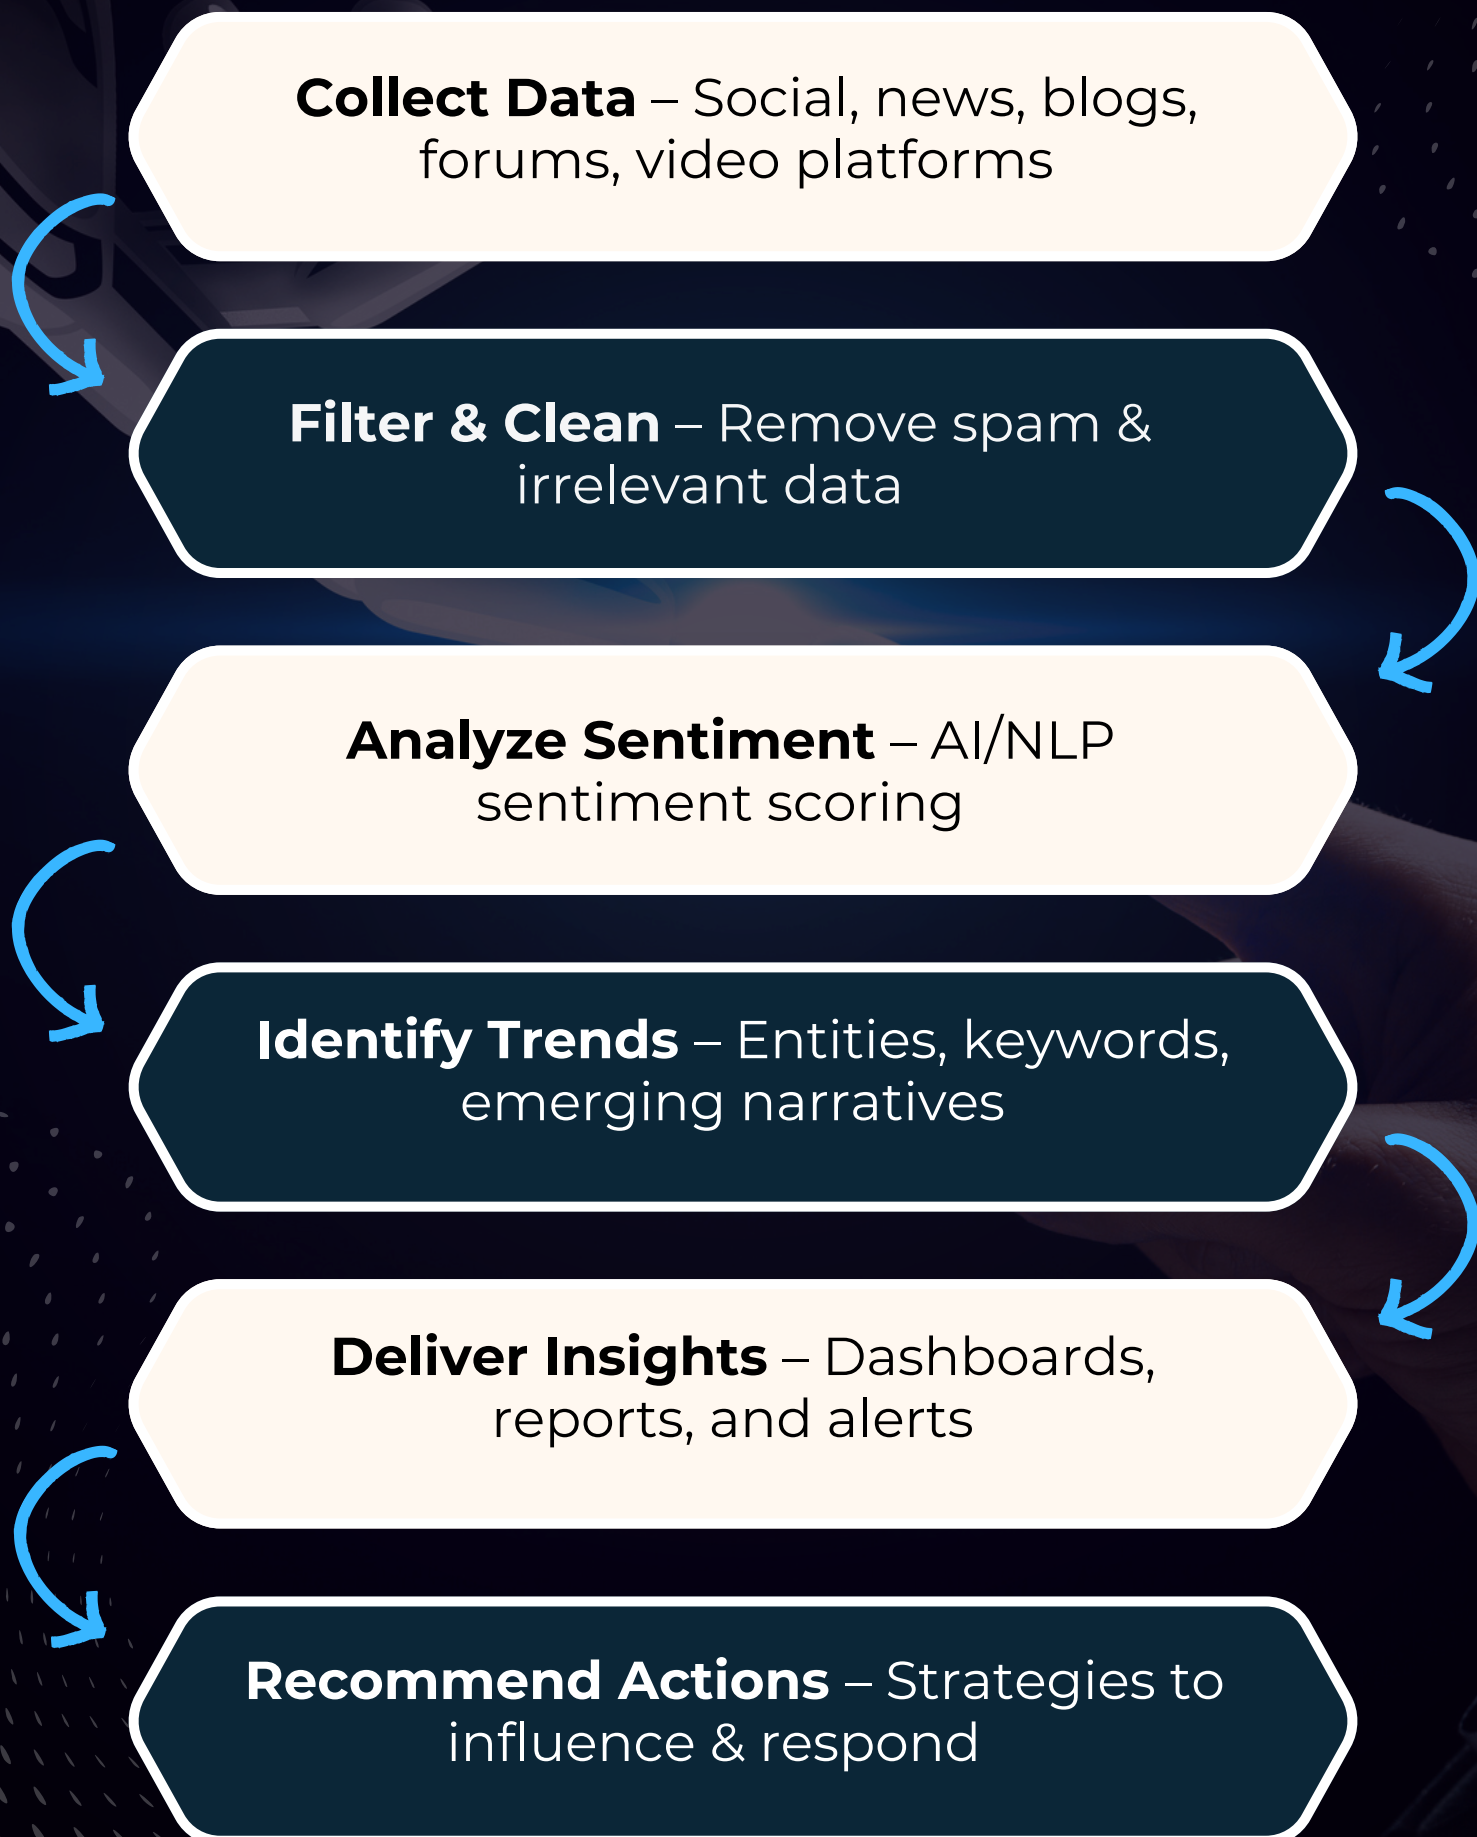 Collect Data – Social, news, blogs,
forums, video platforms
Filter & Clean – Remove spam &
irrelevant data
Analyze Sentiment – AI/NLP
sentiment scoring
Identify Trends – Entities, keywords,
emerging narratives
Deliver Insights – Dashboards,
reports, and alerts
Recommend Actions – Strategies to
influence & respond